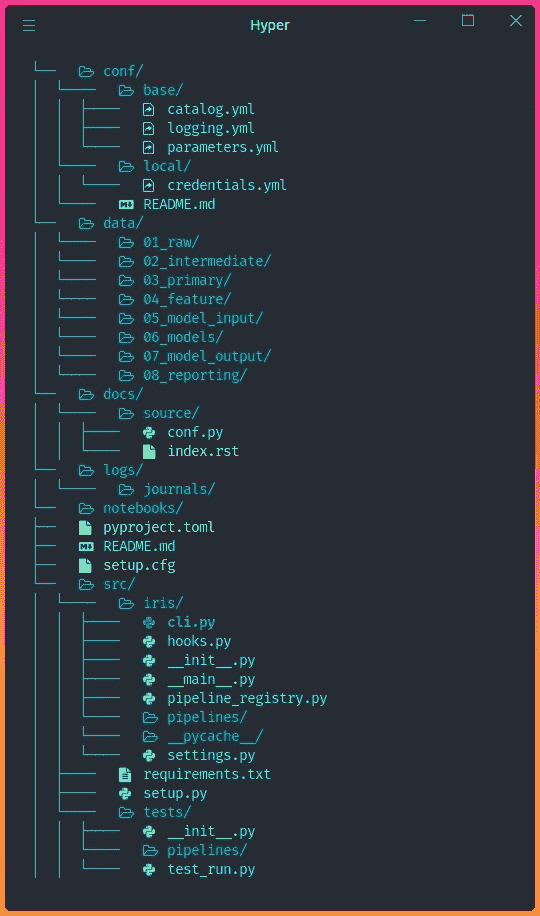 Hyper
conf/
base/
catalog.yml
logging.yml
parameters.yml
local/
credentials.yml
README.md
data/
01_raw/
02_intermediate/
03_primary/
04_feature/
05_model_input/
06_models/
07_model_output/
08_reporting/
docs/
source/
conf.py
index.rst
logs/
journals/
notebooks/
pyproject.toml
README.md
setup.cfg
src/
iris/
cli.py
hooks.py
__init__.py
__main__.py
pipeline_registry.py
pipelines/
__pycache__/
settings.py
requirements.txt
setup.py
tests/
__init__.py
pipelines/
test_run.py